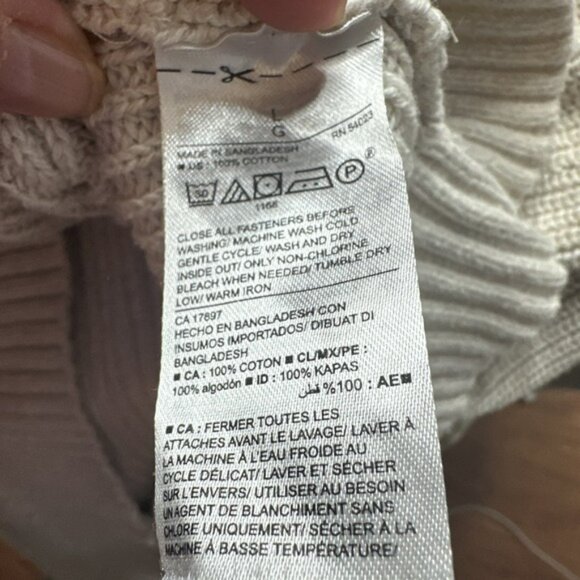 L
G
RN 54023
MADE IN BANGLADESH
■ US : 100% COTTON
30
P
1168
CLOSE ALL FASTENERS BEFORE
WASHING/ MACHINE WASH COLD
GENTLE CYCLE/ WASH AND DRY
INSIDE OUT/ ONLY NON-CHLORINE
BLEACH WHEN NEEDED/ TUMBLE DRY
LOW/ WARM IRON
CA 17897
HECHO EN BANGLADESH CON
INSUMOS IMPORTADOS/ DIBUAT DI
BANGLADESH
■ CA : 100% COTON ■ CL/MX/PE :
100% algodón ■ ID : 100% KAPAS
قطن %100 : AE■
■ CA : FERMER TOUTES LES
ATTACHES AVANT LE LAVAGE/ LAVER À
LA MACHINE À L'EAU FROIDE AU
CYCLE DÉLICAT/ LAVER ET SÉCHER
SUR L'ENVERS/ UTILISER AU BESOIN
UN AGENT DE BLANCHIMENT SANS
CHLORE UNIQUEMENT/ SÉCHER À LA
MACHINE À BASSE TEMPÉRATURE/